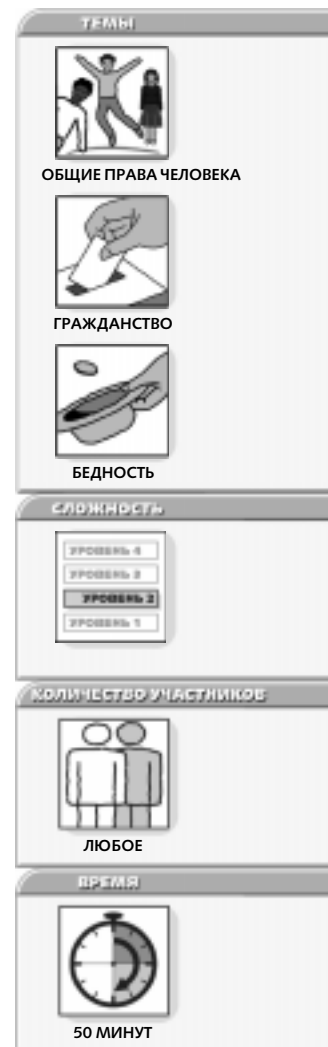 ТЕМЫ
ОБЩИЕ ПРАВА ЧЕЛОВЕКА
ГРАЖДАНСТВО
БЕДНОСТЬ
СЛОЖНОСТЬ
УРОВЕНЬ 4
УРОВЕНЬ 3
УРОВЕНЬ 2
УРОВЕНЬ 1
КОЛИЧЕСТВО УЧАСТНИКОВ
ЛЮБОЕ
ВРЕМЯ
50 МИНУТ